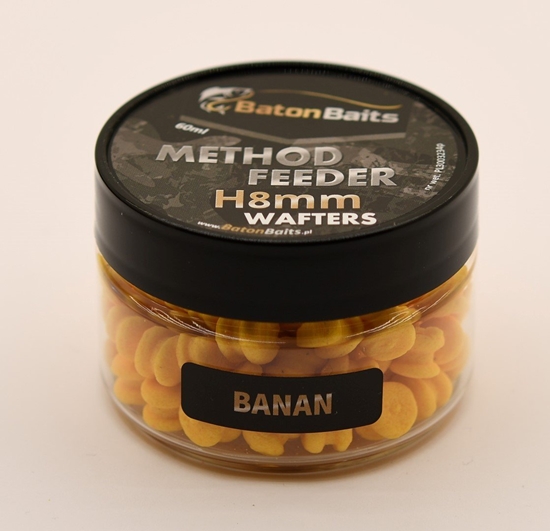 BatonBaits
60ml
METHOD
FEEDER
H8mm
WAFTERS
www.BatonBaits.pl
BANAN